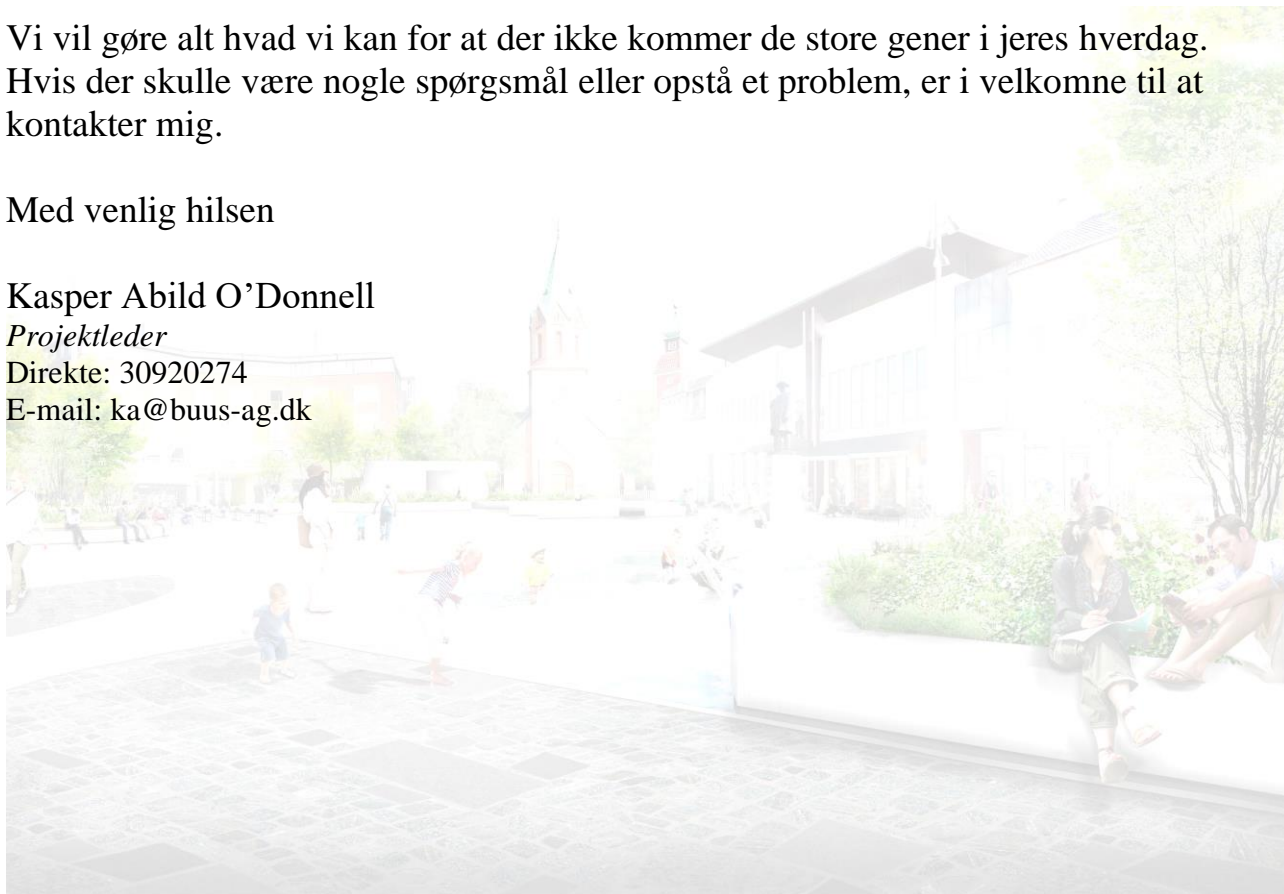 Vi vil gøre alt hvad vi kan for at der ikke kommer de store gener i jeres hverdag.
Hvis der skulle være nogle spørgsmål eller opstå et problem, er i velkomne til at
kontakter mig.
Med venlig hilsen
Kasper Abild O’Donnell
Projektleder
Direkte: 30920274
E-mail: ka@buus-ag.dk